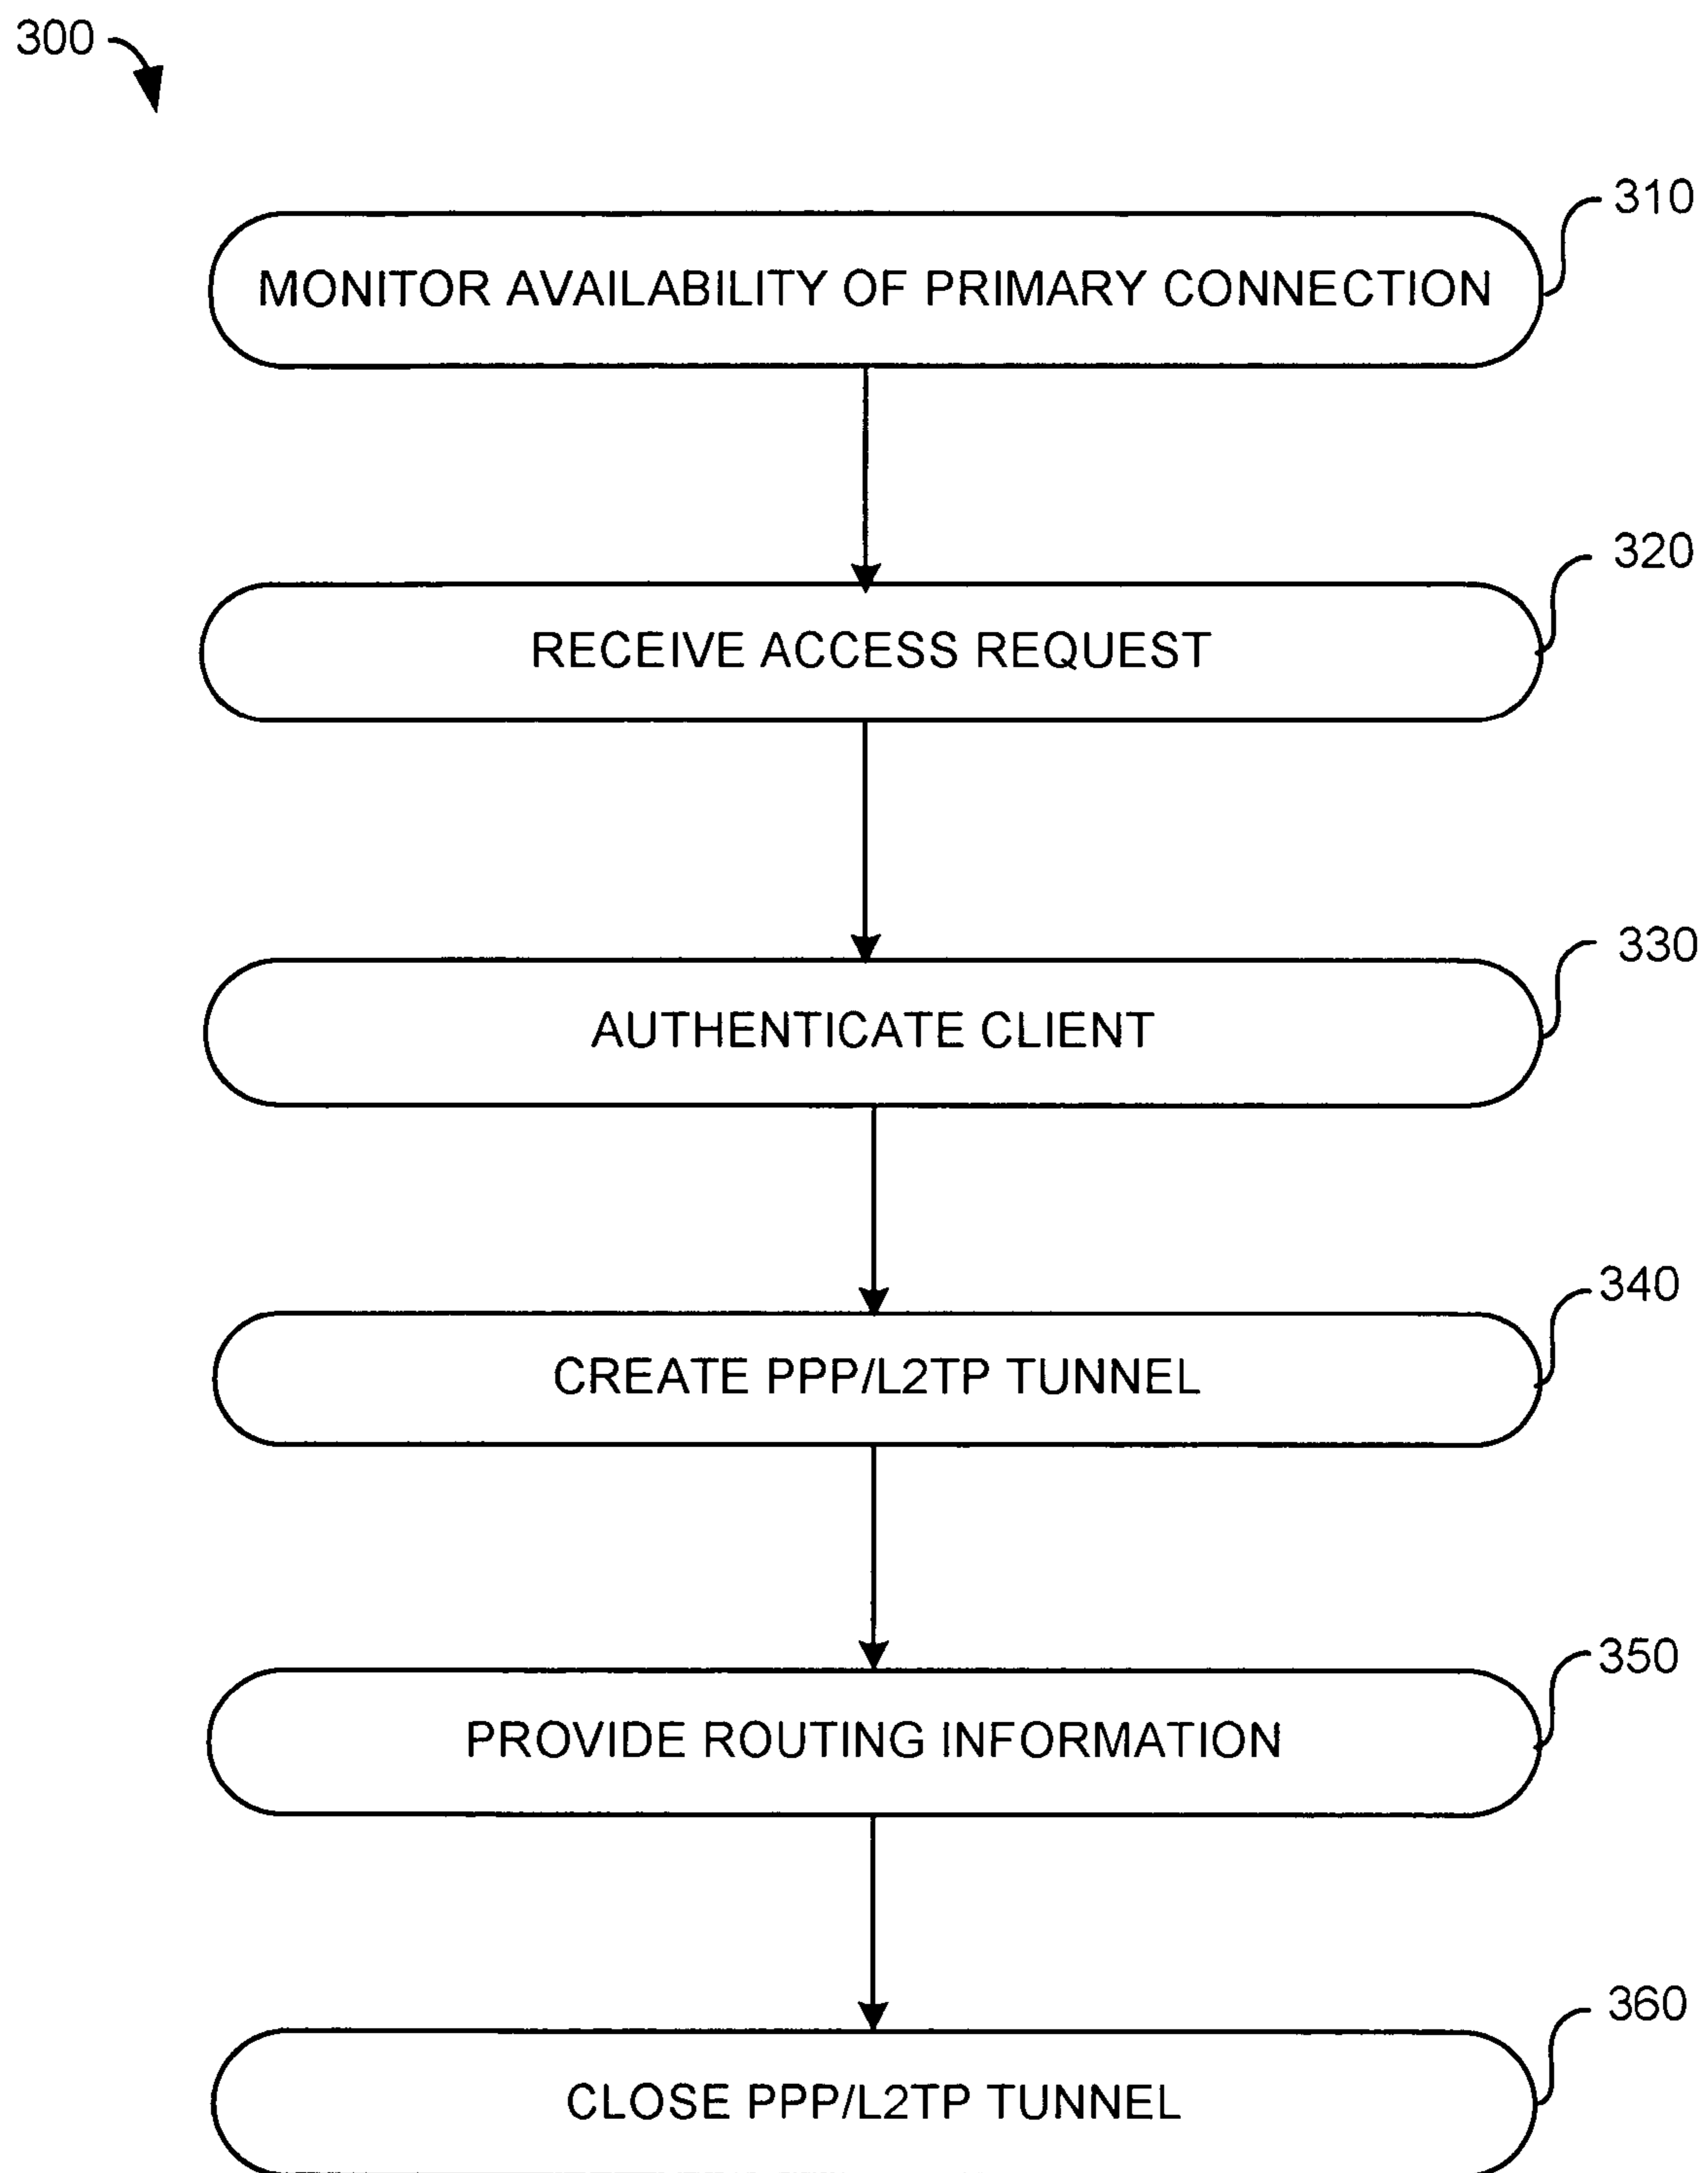 300
310
MONITOR AVAILABILITY OF PRIMARY CONNECTION
320
RECEIVE ACCESS REQUEST
330
AUTHENTICATE CLIENT
340
CREATE PPP/L2TP TUNNEL
350
PROVIDE ROUTING INFORMATION
360
CLOSE PPP/L2TP TUNNEL